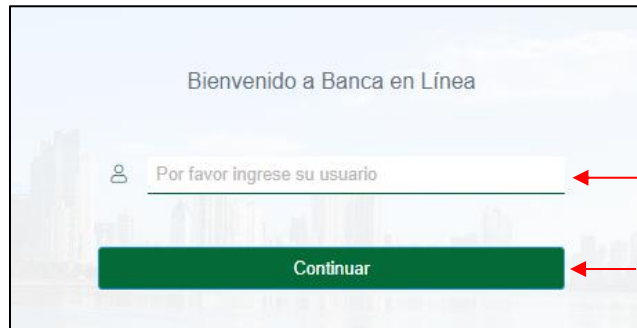 Bienvenido a Banca en Línea
Por favor ingrese su usuario
Continuar